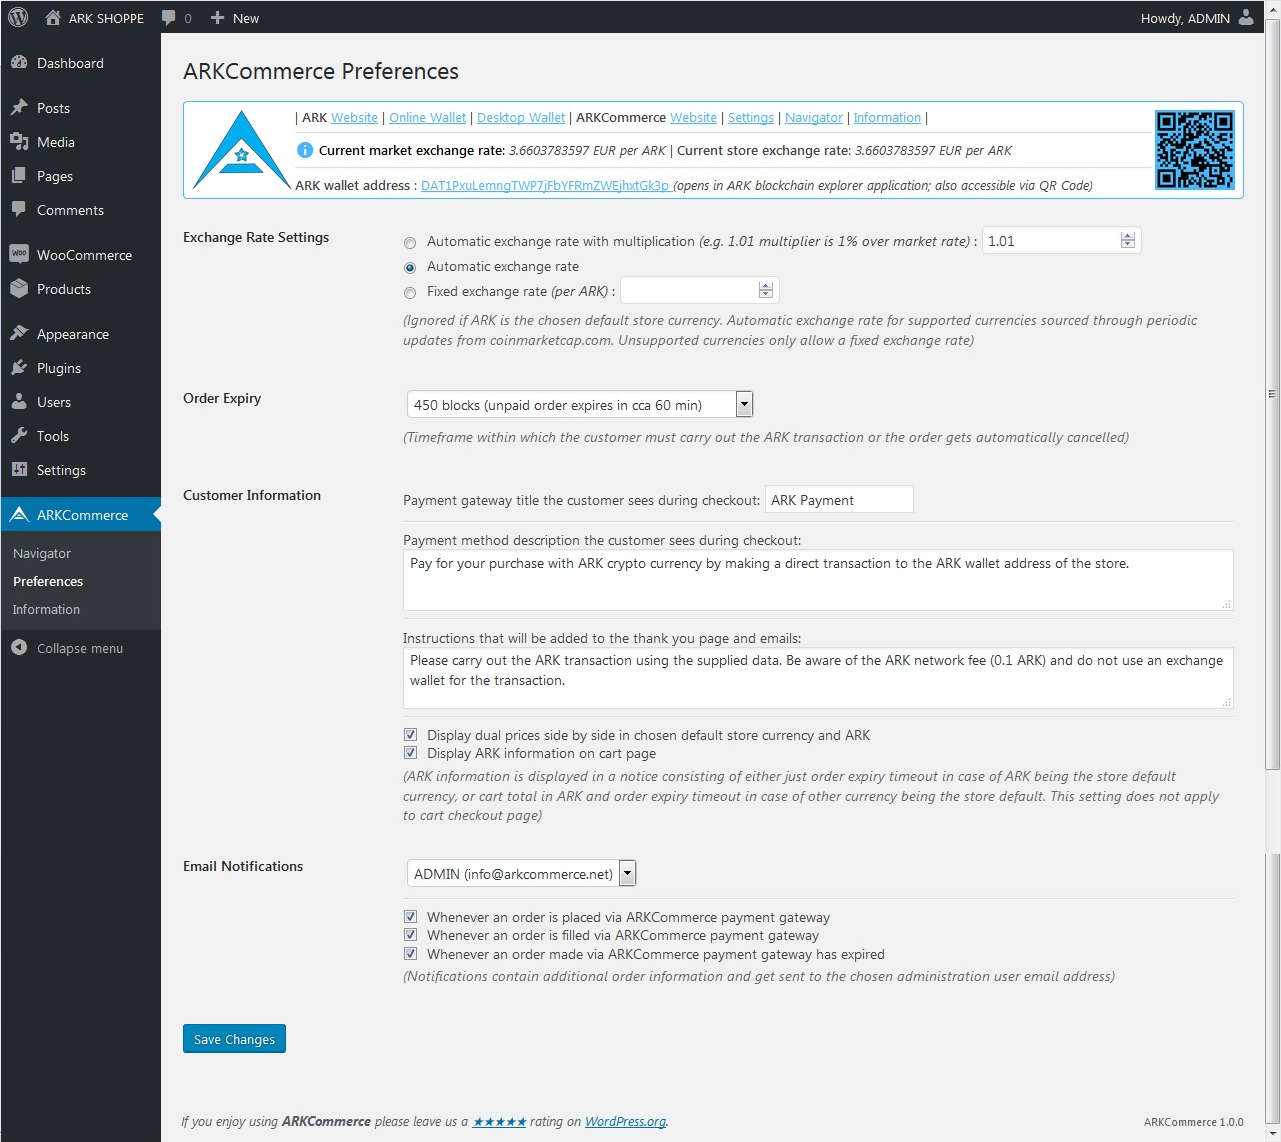 ARK SHOPPE 0 New Howdy, ADMIN
Dashboard
Posts
Media
Pages
Comments
WOO WooCommerce
Products
Appearance
Plugins
Users
Tools
Settings
ARKCommerce
Navigator
Preferences
Information
Collapse menu
ARKCommerce Preferences
| ARK Website | Online Wallet | Desktop Wallet | ARKCommerce Website | Settings | Navigator | Information |
Current market exchange rate: 3.6603783597 EUR per ARK | Current store exchange rate: 3.6603783597 EUR per ARK
ARK wallet address : DAT1PxuLemngTWP7jFbYFRmZWEjhxtGk3p (opens in ARK blockchain explorer application; also accessible via QR Code)
Exchange Rate Settings
Automatic exchange rate with multiplication (e.g. 1.01 multiplier is 1% over market rate) : 1.01
Automatic exchange rate
Fixed exchange rate (per ARK) :
(Ignored if ARK is the chosen default store currency. Automatic exchange rate for supported currencies sourced through periodic
updates from coinmarketcap.com. Unsupported currencies only allow a fixed exchange rate)
Order Expiry
450 blocks (unpaid order expires in cca 60 min)
(Timeframe within which the customer must carry out the ARK transaction or the order gets automatically cancelled)
Customer Information
Payment gateway title the customer sees during checkout: ARK Payment
Payment method description the customer sees during checkout:
Pay for your purchase with ARK crypto currency by making a direct transaction to the ARK wallet address of the store.
Instructions that will be added to the thank you page and emails:
Please carry out the ARK transaction using the supplied data. Be aware of the ARK network fee (0.1 ARK) and do not use an exchange
wallet for the transaction.
Display dual prices side by side in chosen default store currency and ARK
Display ARK information on cart page
(ARK information is displayed in a notice consisting of either just order expiry timeout in case of ARK being the store default
currency, or cart total in ARK and order expiry timeout in case of other currency being the store default. This setting does not apply
to cart checkout page)
Email Notifications
ADMIN (info@arkcommerce.net)
Whenever an order is placed via ARKCommerce payment gateway
Whenever an order is filled via ARKCommerce payment gateway
Whenever an order made via ARKCommerce payment gateway has expired
(Notifications contain additional order information and get sent to the chosen administration user email address)
Save Changes
If you enjoy using ARKCommerce please leave us a ★★★★★ rating on WordPress.org.
ARKCommerce 1.0.0